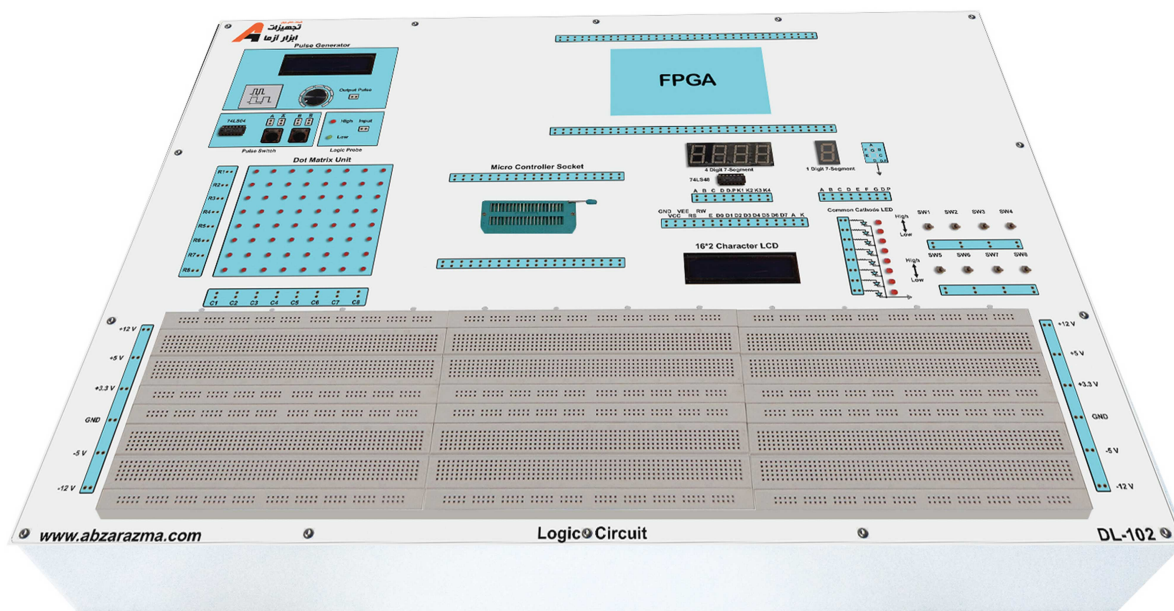 تجهیزات
ابزار آزما
Pulse Generator
Output Pulse
74LS04
Pulse Switch
High
Input
Low
Logic Probe
Dot Matrix Unit
R1
R2
R3
R4
R5
R6
R7
R8
C1 C2 C3 C4 C5 C6 C7 C8
FPGA
Micro Controller Socket
4 Digit 7-Segment
74LS48
A B C D D.P K1 K2 K3 K4
1 Digit 7-Segment
A B C D E F G D.P
GND VEE RW
VCC RS E D0 D1 D2 D3 D4 D5 D6 D7 A K
16*2 Character LCD
Common Cathode LED
High
Low
SW1 SW2 SW3 SW4
High
Low
SW5 SW6 SW7 SW8
+12 V
+5 V
+3.3 V
GND
-5 V
-12 V
+12 V
+5 V
+3.3 V
GND
-5 V
-12 V
www.abzarazma.com
Logic Circuit
DL-102